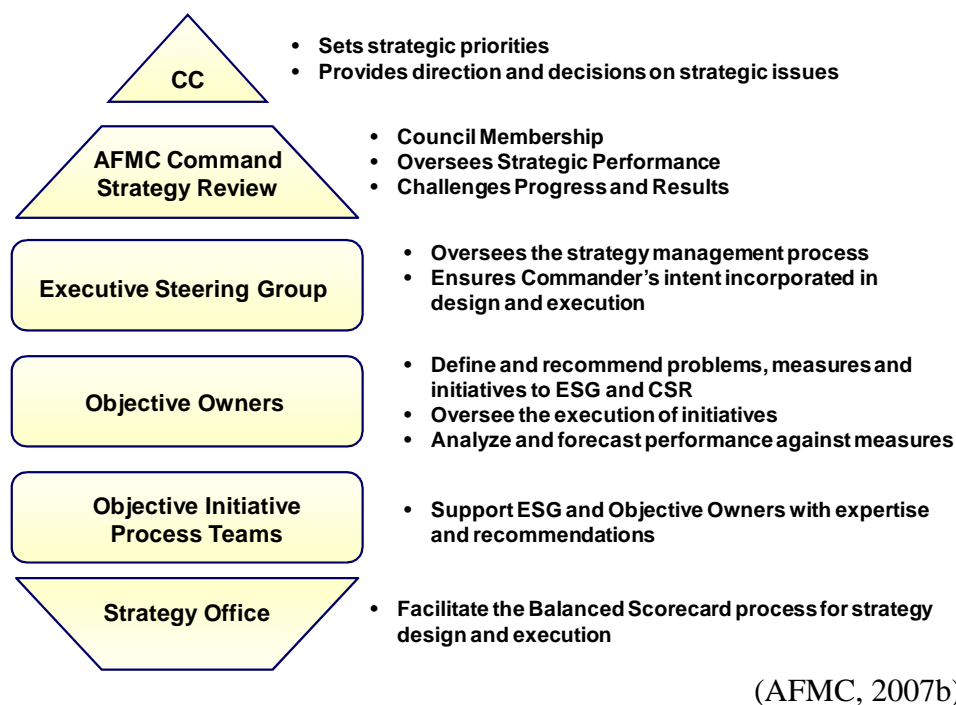 CC
• Sets strategic priorities
• Provides direction and decisions on strategic issues
AFMC Command
Strategy Review
• Council Membership
• Oversees Strategic Performance
• Challenges Progress and Results
Executive Steering Group
• Oversees the strategy management process
• Ensures Commander's intent incorporated in
design and execution
Objective Owners
• Define and recommend problems, measures and
initiatives to ESG and CSR
• Oversee the execution of initiatives
• Analyze and forecast performance against measures
Objective Initiative
Process Teams
• Support ESG and Objective Owners with expertise
and recommendations
Strategy Office
• Facilitate the Balanced Scorecard process for strategy
design and execution
(AFMC, 2007b)